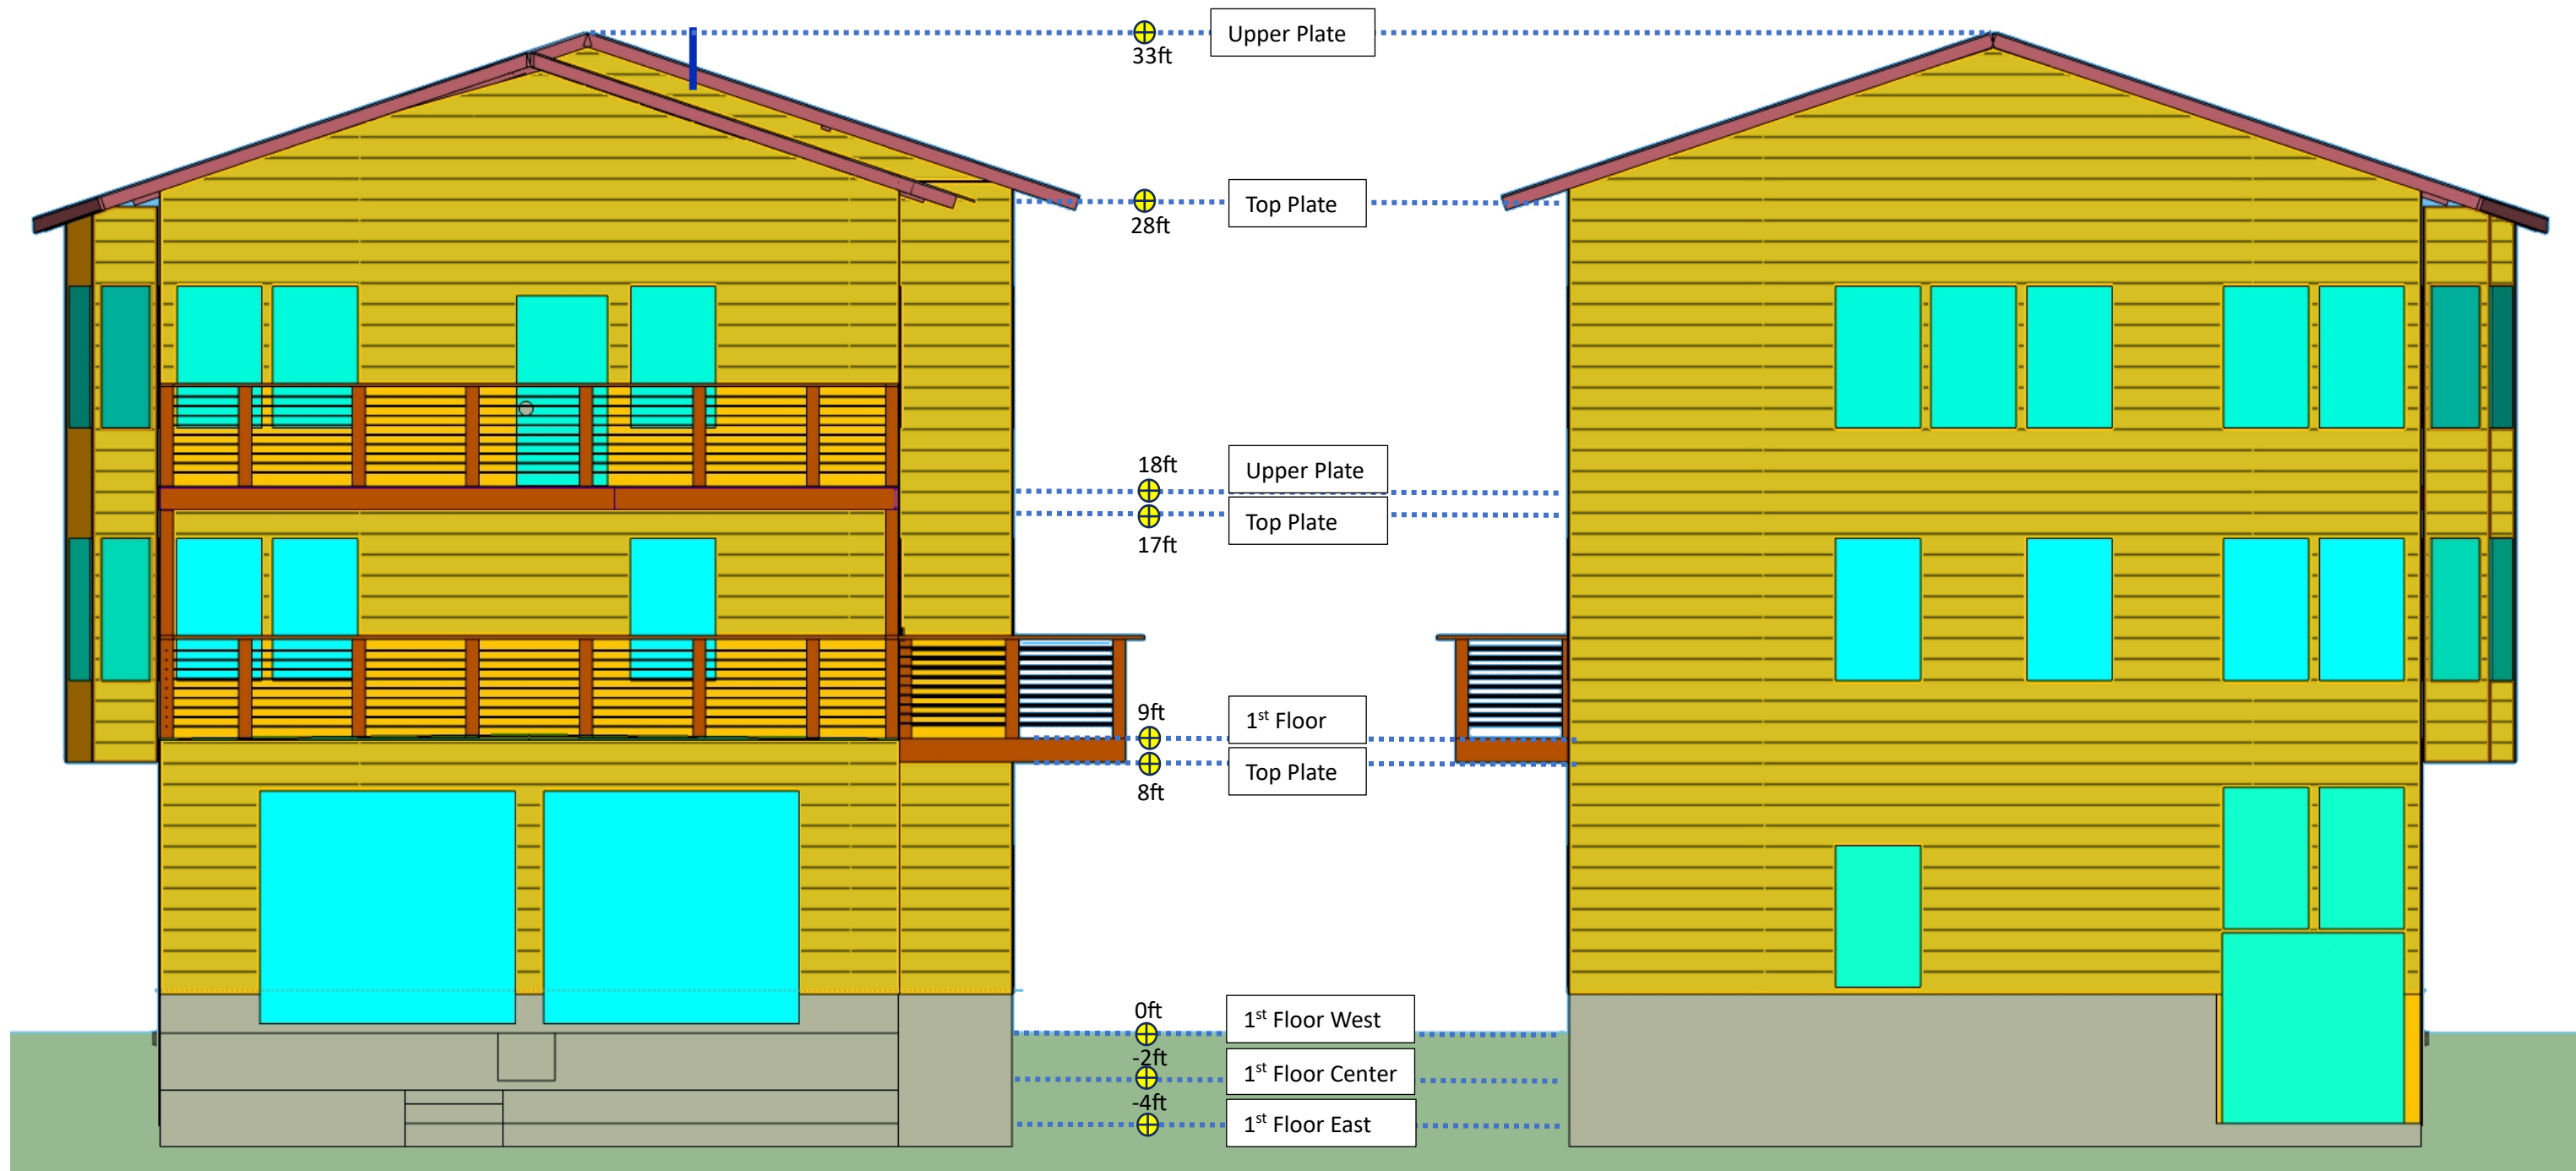 Upper Plate
33ft
Top Plate
28ft
18ft
Upper Plate
Top Plate
17ft
9ft
1st Floor
Top Plate
8ft
0ft
1st Floor West
-2ft
1st Floor Center
-4ft
1st Floor East